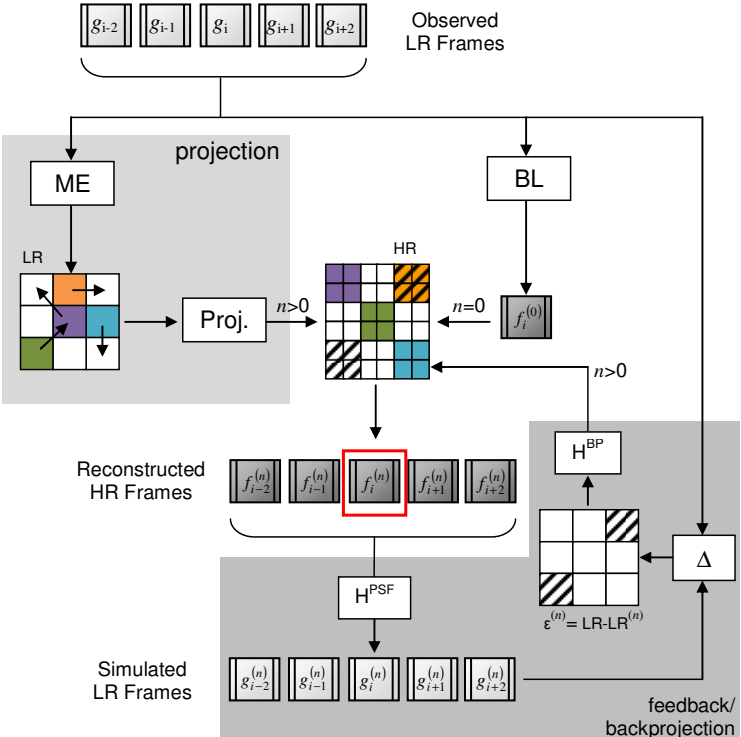 g_{i-2} g_{i-1} g_i g_{i+1} g_{i+2}
Observed
LR Frames
projection
ME
BL
LR
HR
Proj.
n>0
n=0
f_i^{(0)}
n>0
Reconstructed
HR Frames
f_{i-2}^{(n)} f_{i-1}^{(n)} f_i^{(n)} f_{i+1}^{(n)} f_{i+2}^{(n)}
H^{BP}
Δ
H^{PSF}
ε^{(n)}= LR-LR^{(n)}
Simulated
LR Frames
g_{i-2}^{(n)} g_{i-1}^{(n)} g_i^{(n)} g_{i+1}^{(n)} g_{i+2}^{(n)}
feedback/
backprojection